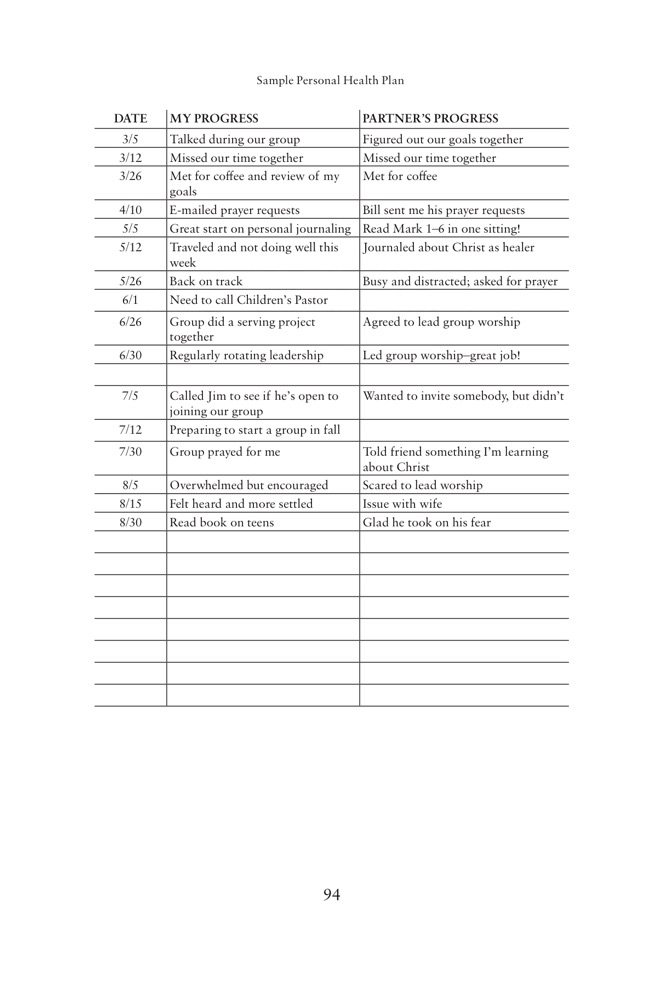 Sample Personal Health Plan
DATE MY PROGRESS PARTNER'S PROGRESS
3/5 Talked during our group Figured out our goals together
3/12 Missed our time together Missed our time together
3/26 Met for coffee and review of my goals Met for coffee
4/10 E-mailed prayer requests Bill sent me his prayer requests
5/5 Great start on personal journaling Read Mark 1–6 in one sitting!
5/12 Traveled and not doing well this week Journaled about Christ as healer
5/26 Back on track Busy and distracted; asked for prayer
6/1 Need to call Children's Pastor
6/26 Group did a serving project together Agreed to lead group worship
6/30 Regularly rotating leadership Led group worship–great job!
7/5 Called Jim to see if he's open to joining our group Wanted to invite somebody, but didn't
7/12 Preparing to start a group in fall
7/30 Group prayed for me Told friend something I'm learning about Christ
8/5 Overwhelmed but encouraged Scared to lead worship
8/15 Felt heard and more settled Issue with wife
8/30 Read book on teens Glad he took on his fear
94